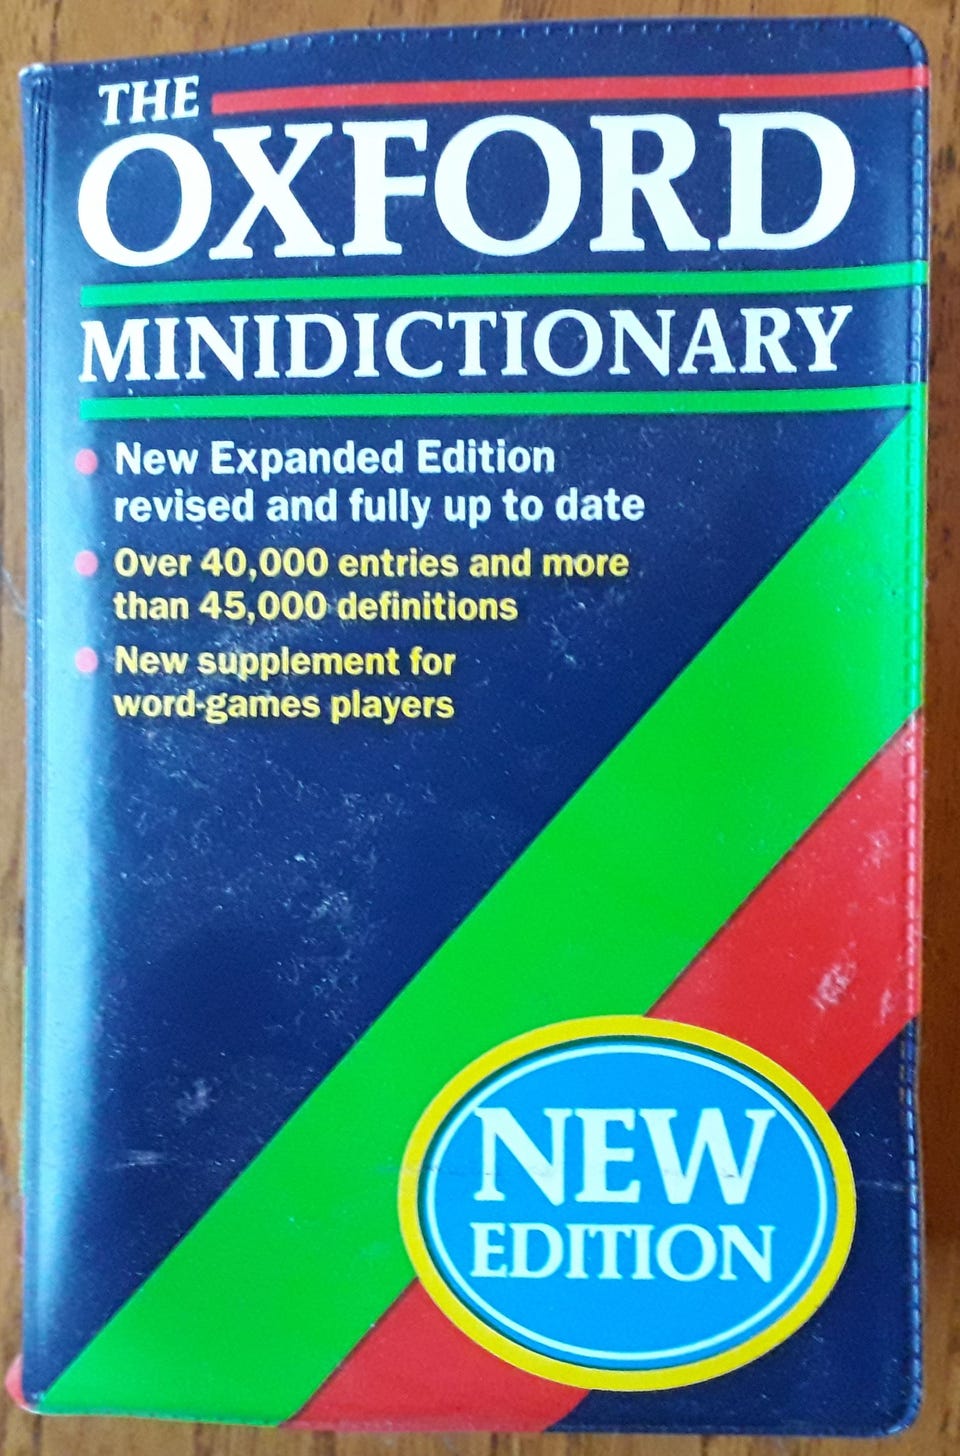 THE
OXFORD
MINIDICTIONARY
New Expanded Edition
revised and fully up to date
Over 40,000 entries and more
than 45,000 definitions
New supplement for
word-games players
NEW
EDITION